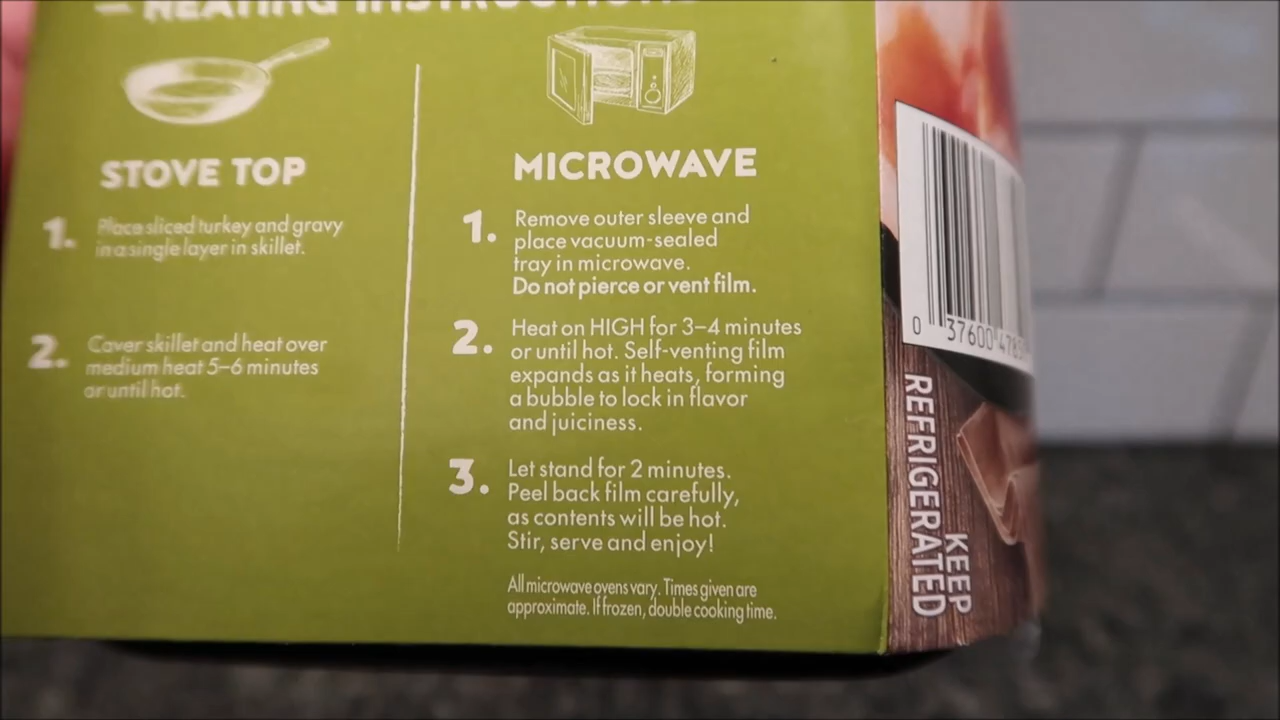 — HEATING INSTRUCTIONS
STOVE TOP
1. Place sliced turkey and gravy
in a single layer in skillet.
2. Cover skillet and heat over
medium heat 5–6 minutes
or until hot.
MICROWAVE
1. Remove outer sleeve and
place vacuum-sealed
tray in microwave.
Do not pierce or vent film.
2. Heat on HIGH for 3–4 minutes
or until hot. Self-venting film
expands as it heats, forming
a bubble to lock in flavor
and juiciness.
3. Let stand for 2 minutes.
Peel back film carefully,
as contents will be hot.
Stir, serve and enjoy!
All microwave ovens vary. Times given are
approximate. If frozen, double cooking time.
0 37600
KEEP
REFRIGERATED